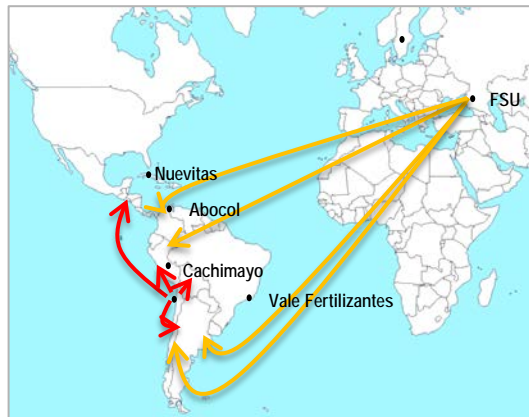 FSU
Nuevitas
Abocol
Cachimayo
Vale Fertilizantes